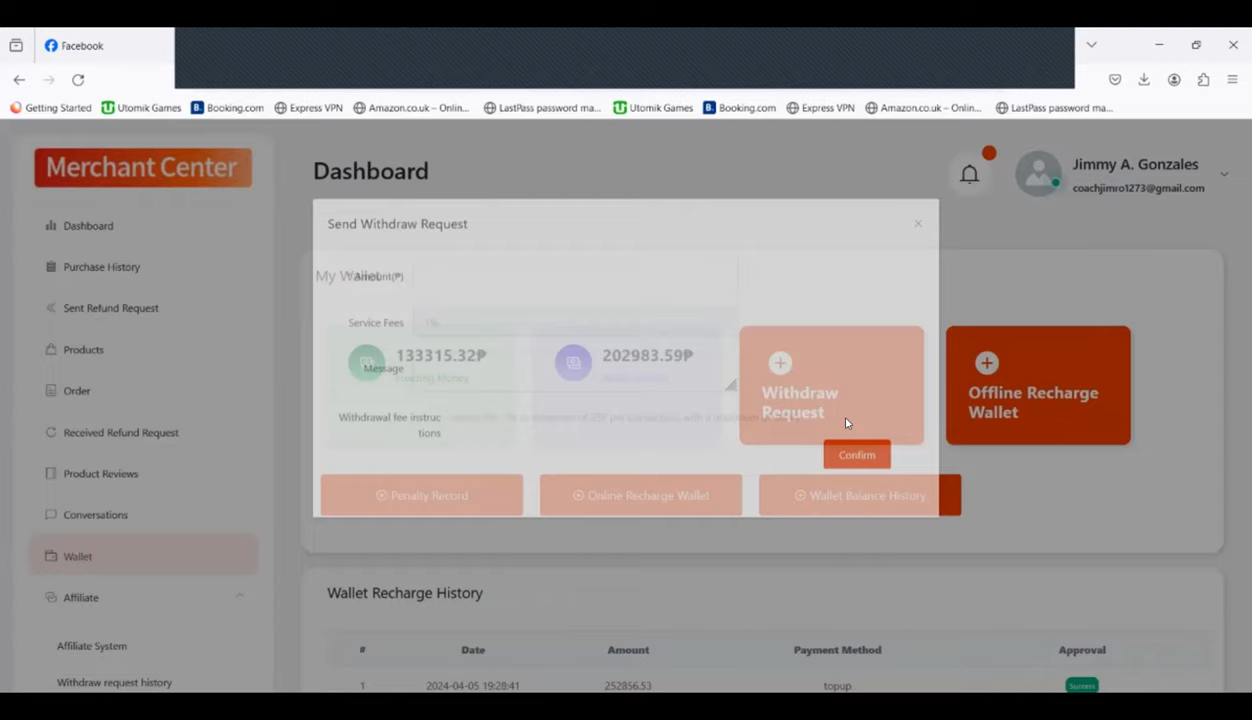 Facebook
Getting Started
Utomik Games
Booking.com
Express VPN
Amazon.co.uk – Onlin...
LastPass password ma...
Utomik Games
Booking.com
Express VPN
Amazon.co.uk – Onlin...
LastPass password ma...
Merchant Center
Dashboard
Jimmy A. Gonzales
coachjimro1273@gmail.com
Dashboard
Purchase History
Sent Refund Request
Products
Order
Received Refund Request
Product Reviews
Conversations
Wallet
Affiliate
Affiliate System
Withdraw request history
Send Withdraw Request
×
My Wallet
* Amount(₱)
Service Fees
1%
133315.32₱
Freezing Money
202983.59₱
Message
Withdraw
Request
Offline Recharge
Wallet
Withdrawal fee instruc
tions
Confirm
Penalty Record
Online Recharge Wallet
Wallet Balance History
Wallet Recharge History
# Date Amount Payment Method Approval
1 2024-04-05 19:28:41 252856.53 topup Success